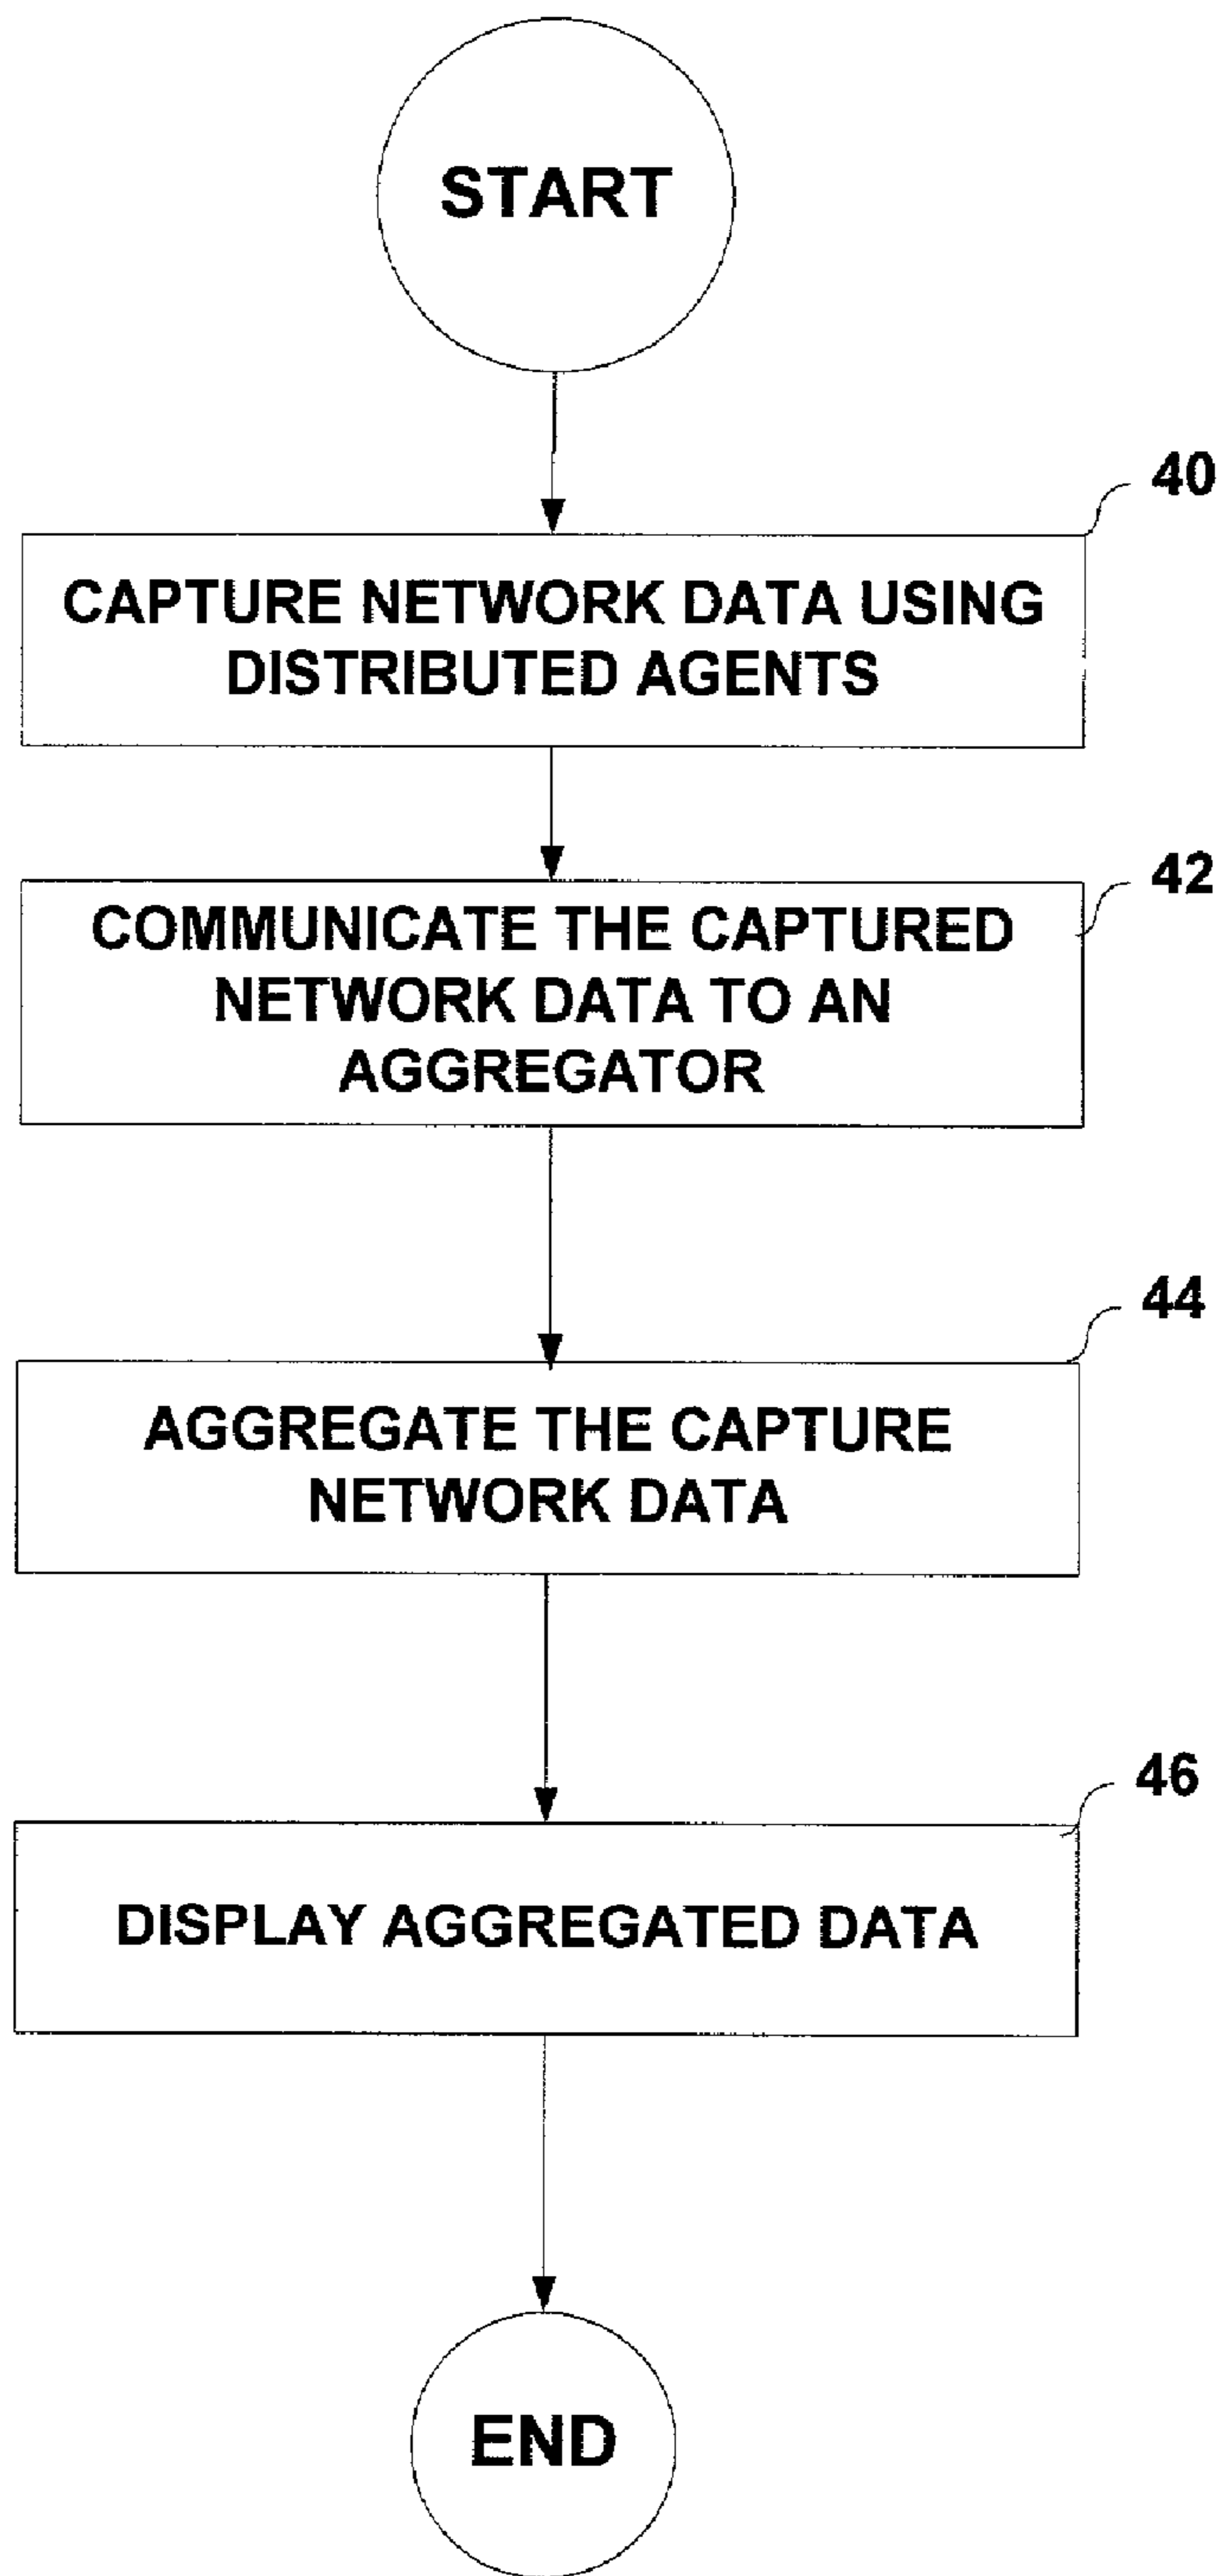 START
40
CAPTURE NETWORK DATA USING
DISTRIBUTED AGENTS
42
COMMUNICATE THE CAPTURED
NETWORK DATA TO AN
AGGREGATOR
44
AGGREGATE THE CAPTURE
NETWORK DATA
46
DISPLAY AGGREGATED DATA
END